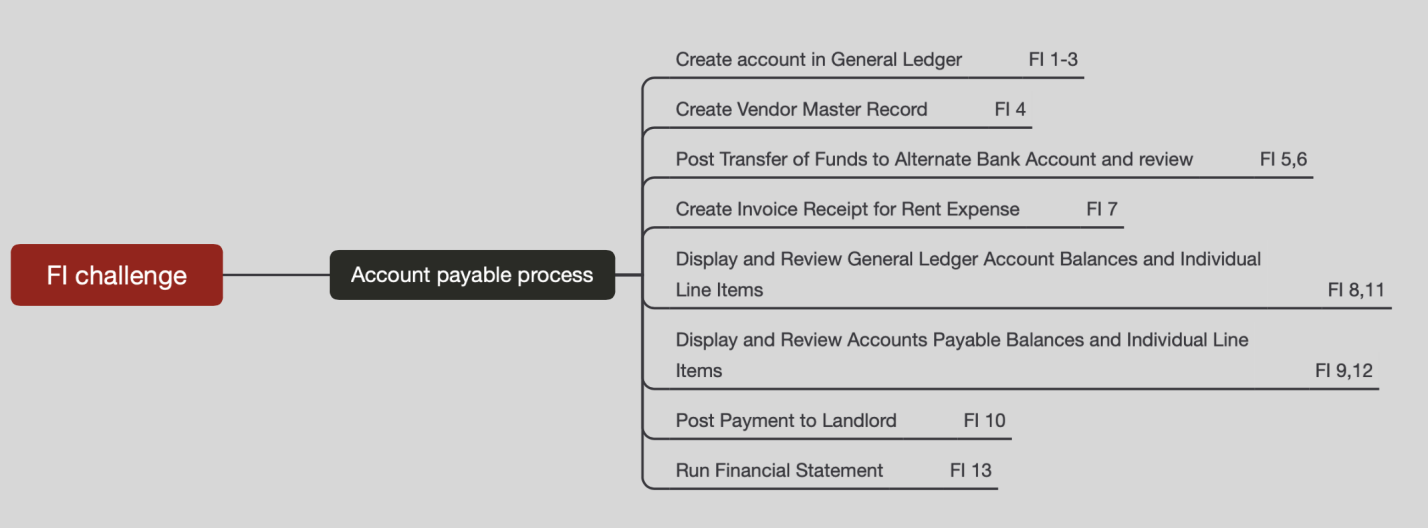 FI challenge
Account payable process
Create account in General Ledger FI 1-3
Create Vendor Master Record FI 4
Post Transfer of Funds to Alternate Bank Account and review FI 5,6
Create Invoice Receipt for Rent Expense FI 7
Display and Review General Ledger Account Balances and Individual
Line Items FI 8,11
Display and Review Accounts Payable Balances and Individual Line
Items FI 9,12
Post Payment to Landlord FI 10
Run Financial Statement FI 13